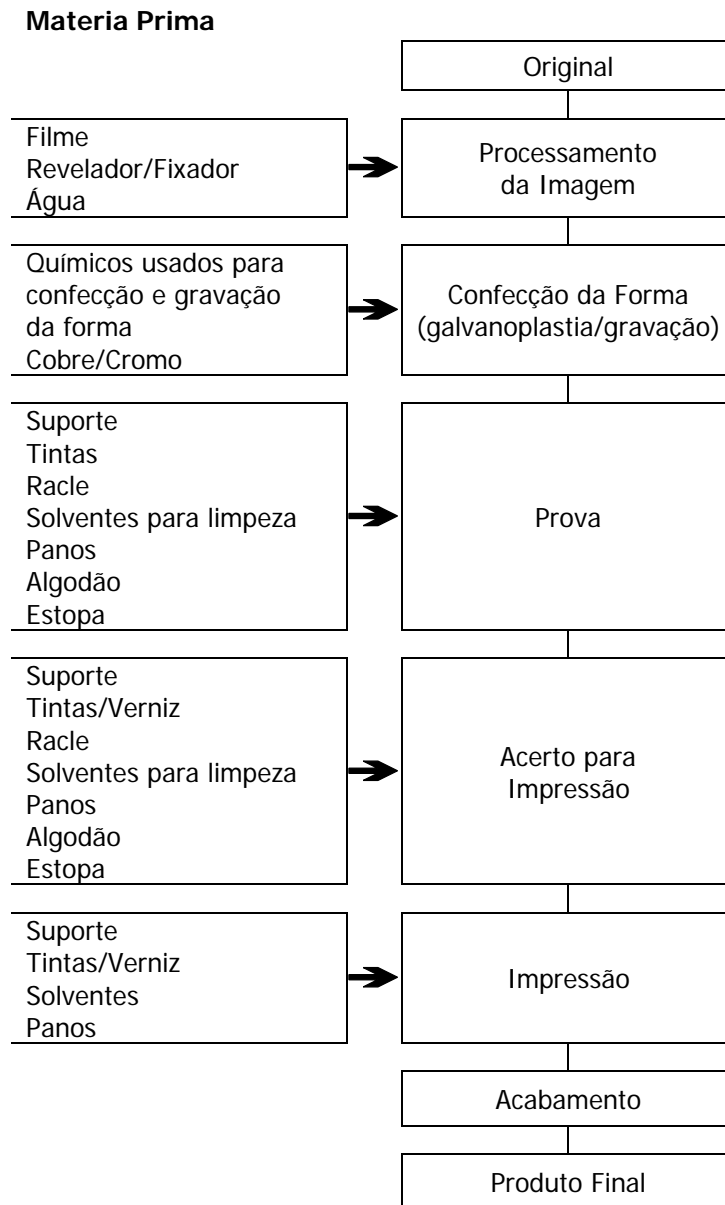 Materia Prima
Original
Filme
Revelador/Fixador
Água
Processamento
da Imagem
Químicos usados para
confecção e gravação
da forma
Cobre/Cromo
Confecção da Forma
(galvanoplastia/gravação)
Suporte
Tintas
Racle
Solventes para limpeza
Panos
Algodão
Estopa
Prova
Suporte
Tintas/Verniz
Racle
Solventes para limpeza
Panos
Algodão
Estopa
Acerto para
Impressão
Suporte
Tintas/Verniz
Solventes
Panos
Impressão
Acabamento
Produto Final